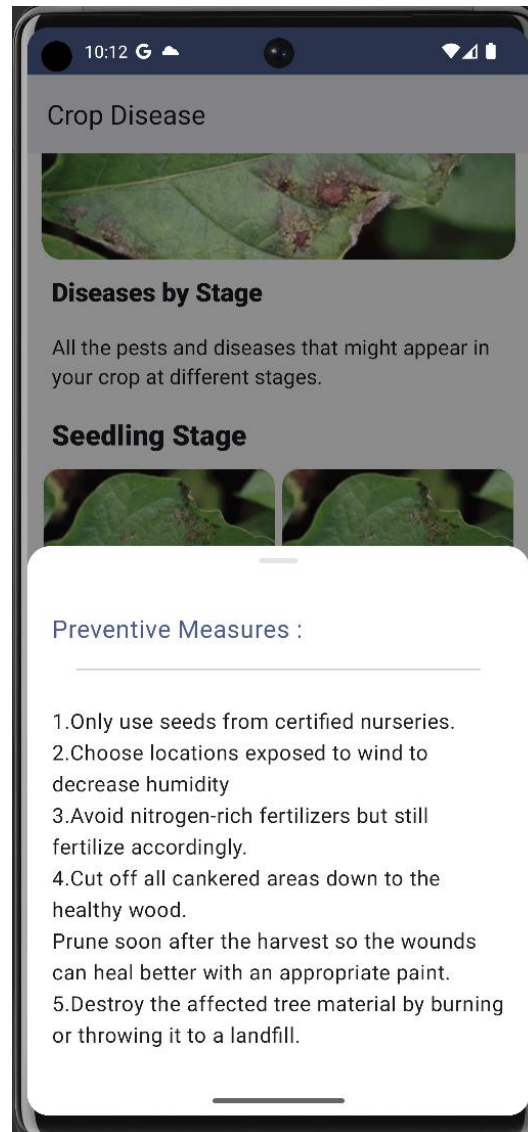 10:12 G
Crop Disease
Diseases by Stage
All the pests and diseases that might appear in
your crop at different stages.
Seedling Stage
Preventive Measures :
1.Only use seeds from certified nurseries.
2.Choose locations exposed to wind to
decrease humidity
3.Avoid nitrogen-rich fertilizers but still
fertilize accordingly.
4.Cut off all cankered areas down to the
healthy wood.
Prune soon after the harvest so the wounds
can heal better with an appropriate paint.
5.Destroy the affected tree material by burning
or throwing it to a landfill.